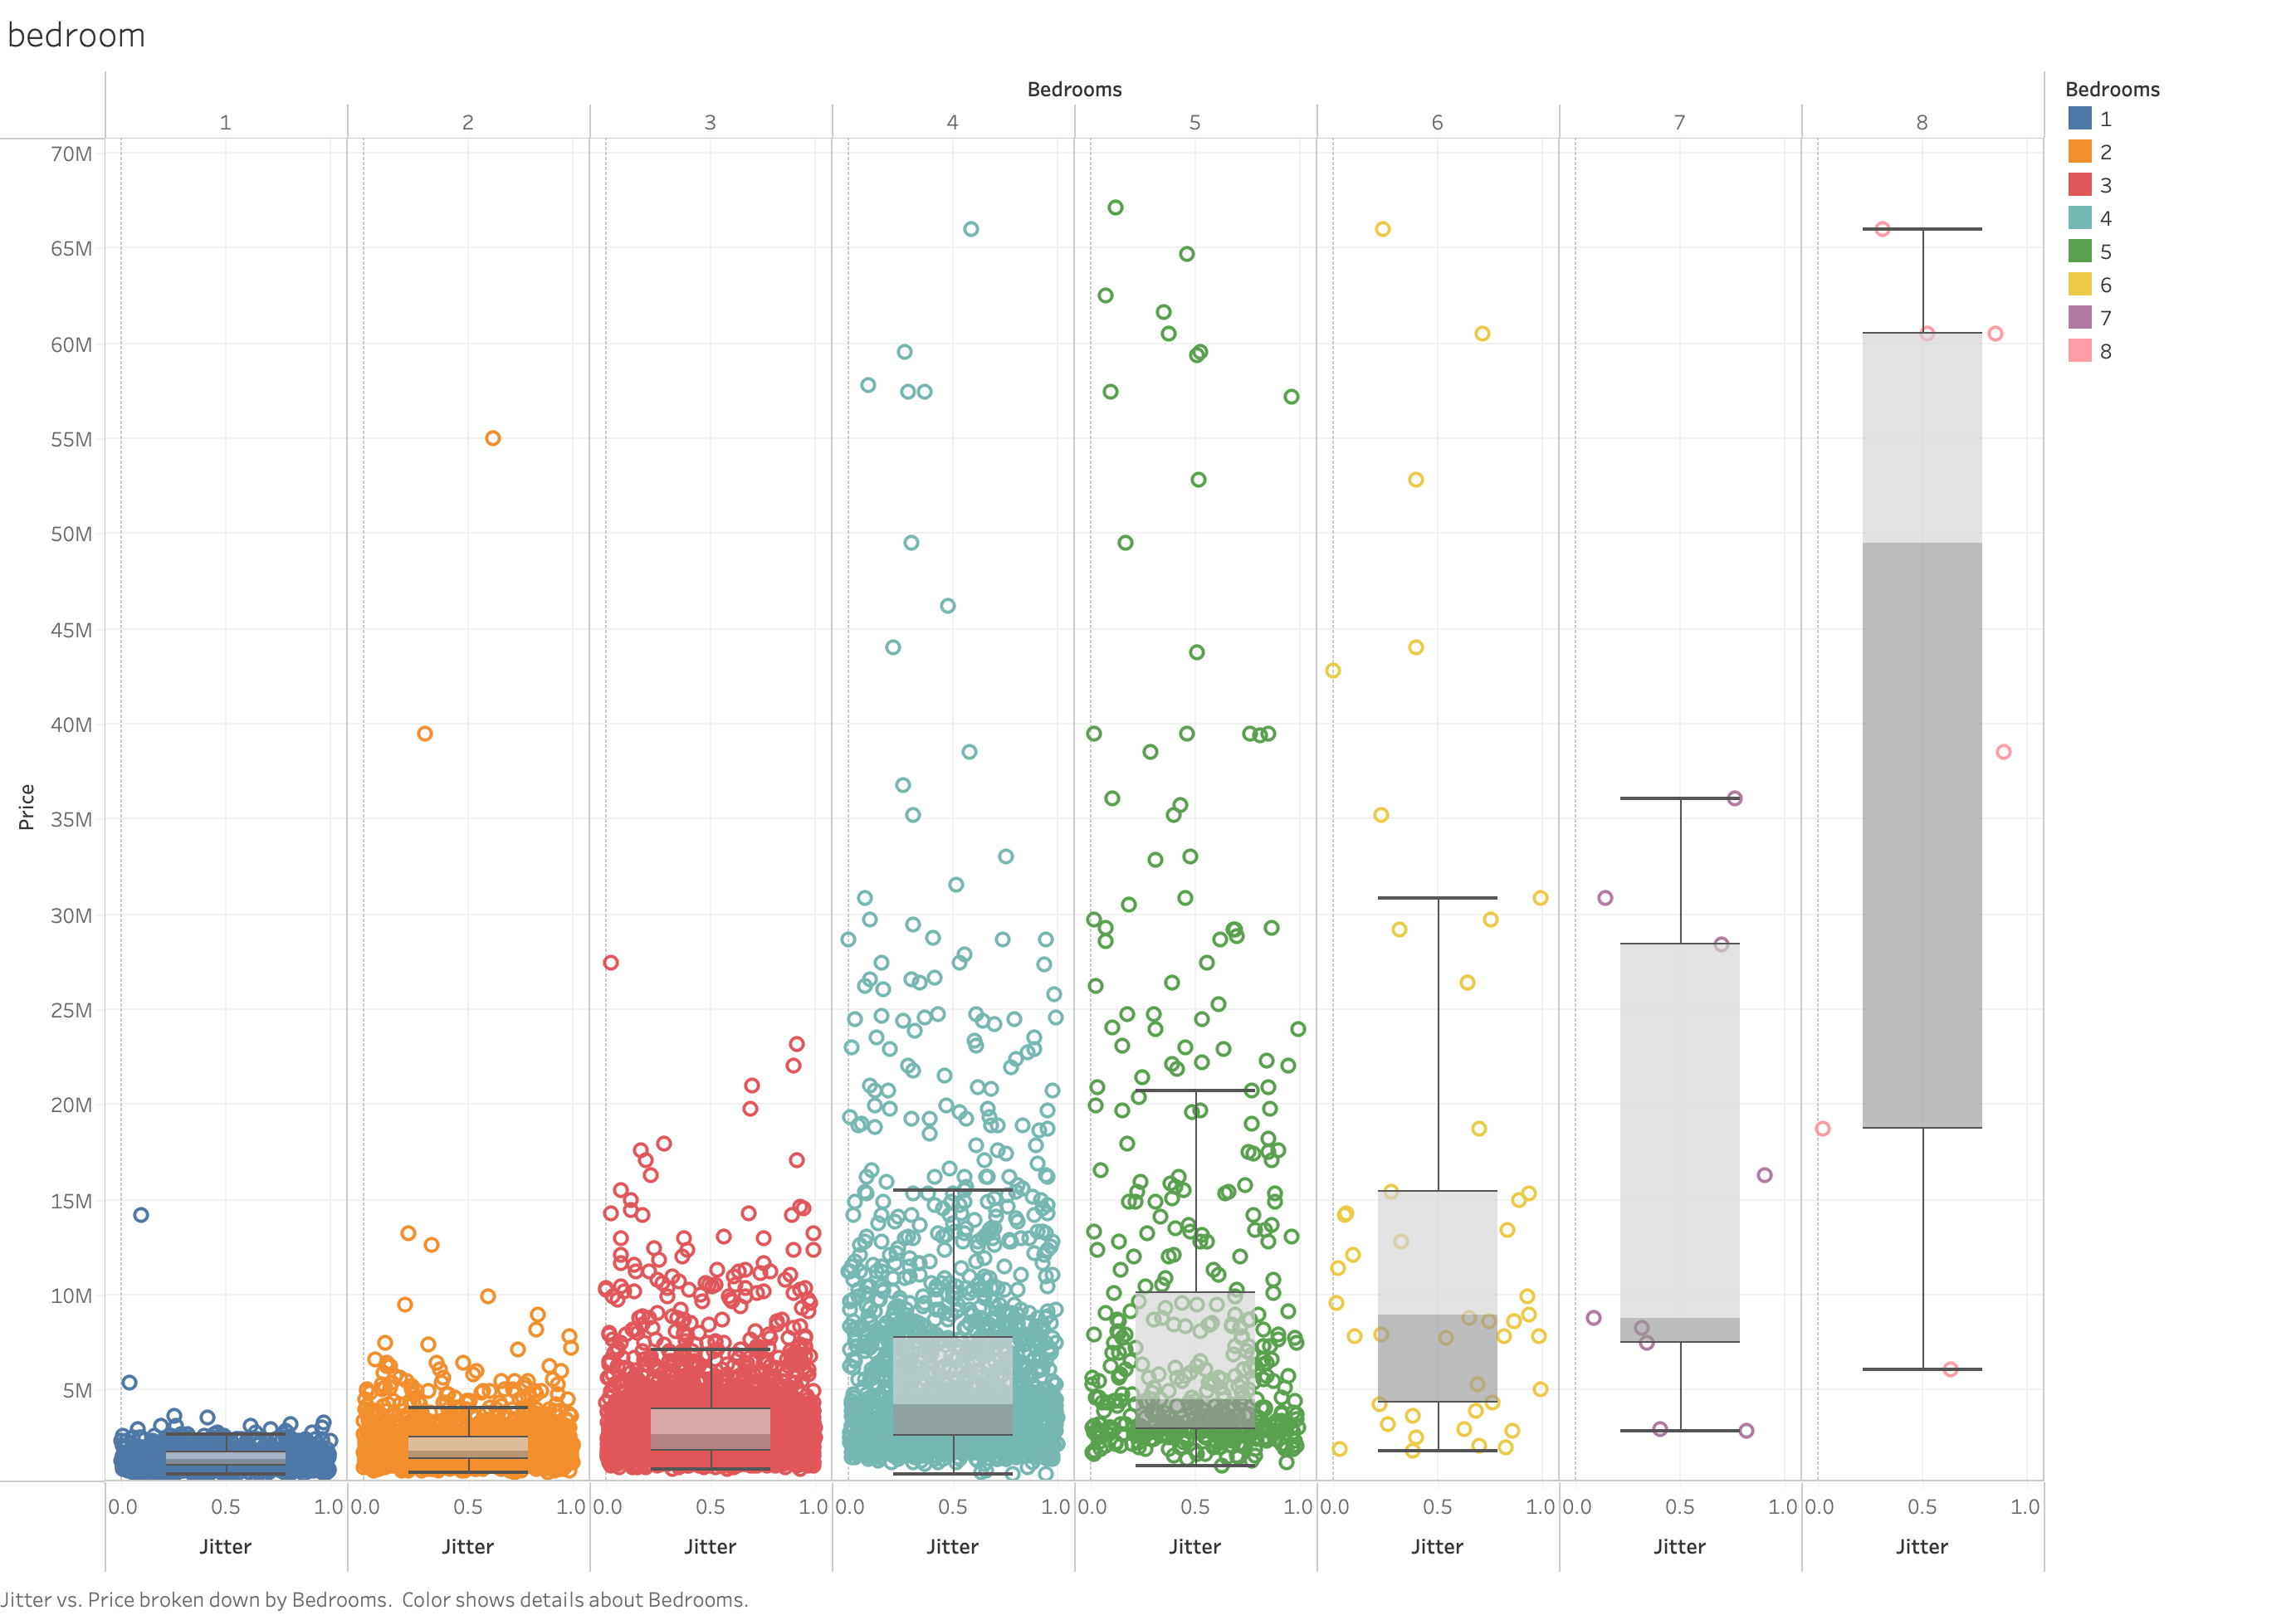 bedroom
Bedrooms
1 2 3 4 5 6 7 8
Bedrooms
1
2
3
4
5
6
7
8
70M
65M
60M
55M
50M
45M
40M
35M
30M
25M
20M
15M
10M
5M
Price
0.0 0.5 1.0 0.0 0.5 1.0 0.0 0.5 1.0 0.0 0.5 1.0 0.0 0.5 1.0 0.0 0.5 1.0 0.0 0.5 1.0 0.0 0.5 1.0
Jitter Jitter Jitter Jitter Jitter Jitter Jitter Jitter
Jitter vs. Price broken down by Bedrooms. Color shows details about Bedrooms.